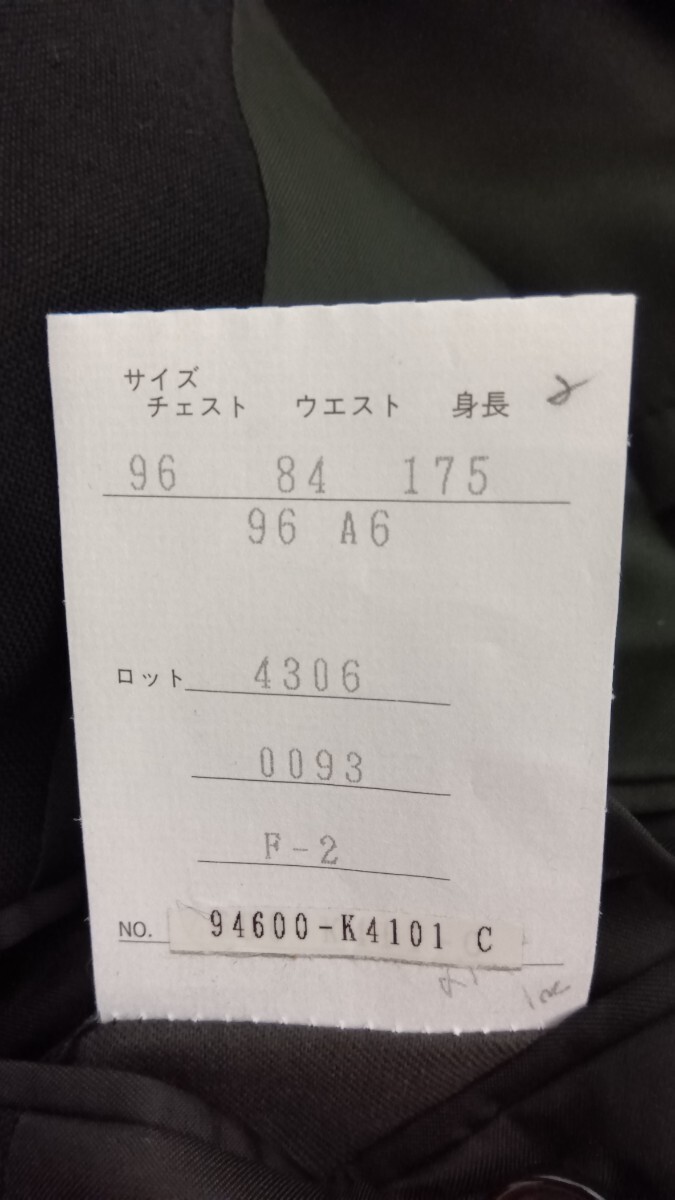 サイズ
チェスト ウエスト 身長
96 84 175
96 A6
ロット 4306
0093
F-2
NO. 94600-K4101 C